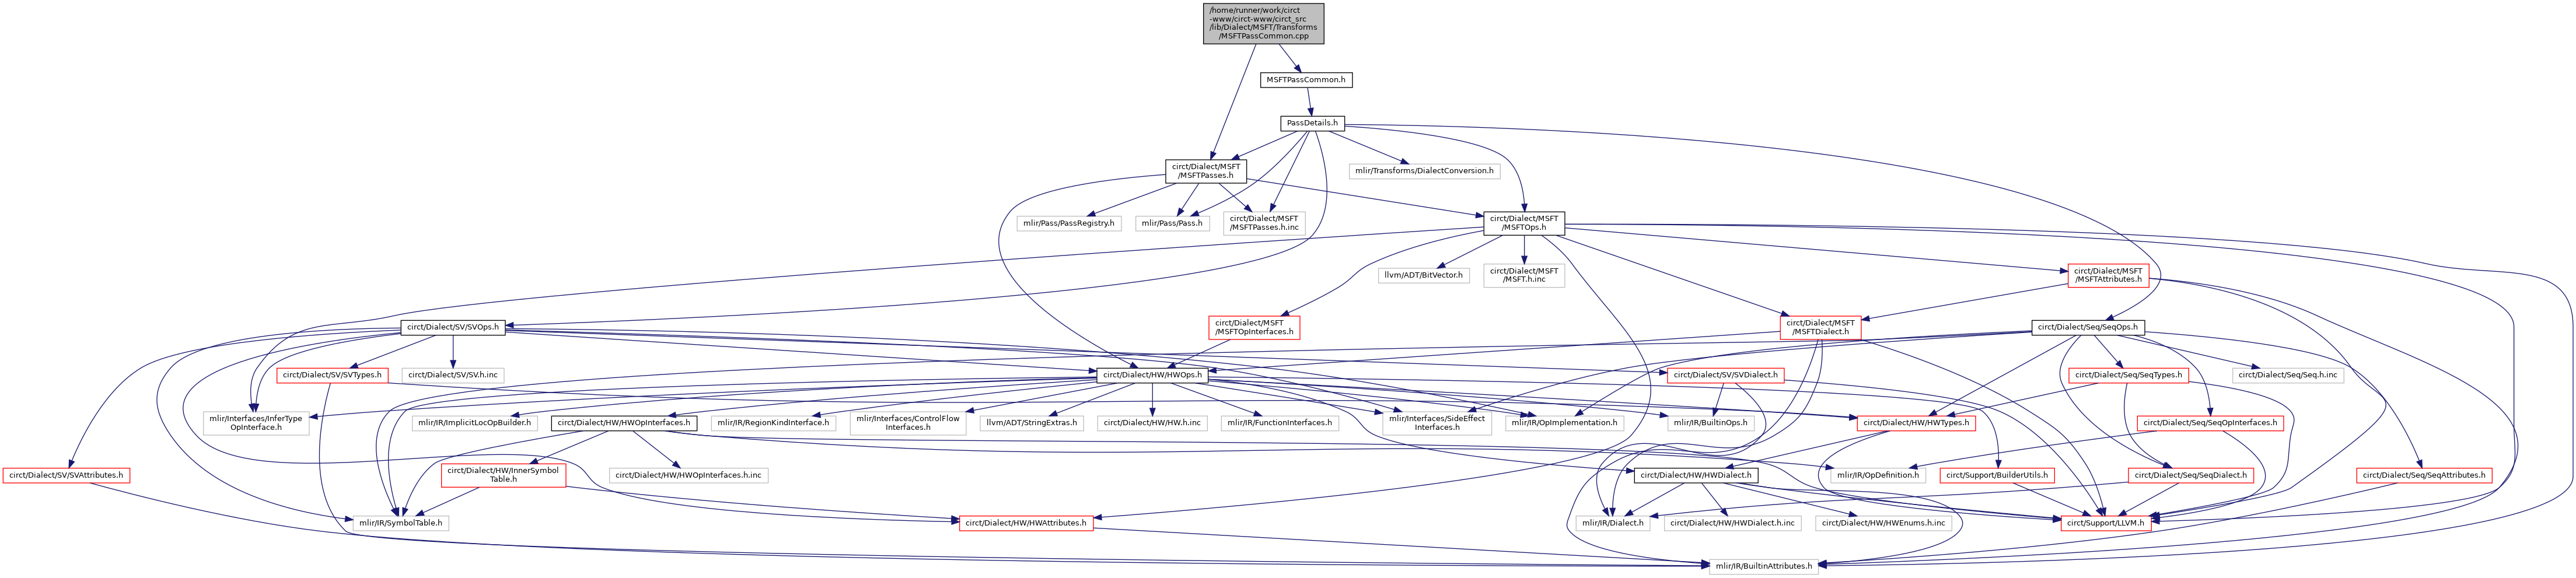 /home/runner/work/circt
-www/circt-www/circt_src
/lib/Dialect/MSFT/Transforms
/MSFTPassCommon.cpp
MSFTPassCommon.h
PassDetails.h
circt/Dialect/MSFT
/MSFTPasses.h
mlir/Transforms/DialectConversion.h
mlir/Pass/PassRegistry.h
mlir/Pass/Pass.h
circt/Dialect/MSFT
/MSFTPasses.h.inc
circt/Dialect/MSFT
/MSFTOps.h
llvm/ADT/BitVector.h
circt/Dialect/MSFT
/MSFT.h.inc
circt/Dialect/MSFT
/MSFTAttributes.h
circt/Dialect/SV/SVOps.h
circt/Dialect/MSFT
/MSFTOpInterfaces.h
circt/Dialect/MSFT
/MSFTDialect.h
circt/Dialect/Seq/SeqOps.h
circt/Dialect/SV/SVTypes.h
circt/Dialect/SV/SV.h.inc
circt/Dialect/HW/HWOps.h
circt/Dialect/SV/SVDialect.h
circt/Dialect/Seq/SeqTypes.h
circt/Dialect/Seq/Seq.h.inc
mlir/Interfaces/InferType
OpInterface.h
mlir/IR/ImplicitLocOpBuilder.h
circt/Dialect/HW/HWOpInterfaces.h
mlir/IR/RegionKindInterface.h
mlir/Interfaces/ControlFlow
Interfaces.h
llvm/ADT/StringExtras.h
circt/Dialect/HW/HW.h.inc
mlir/IR/FunctionInterfaces.h
mlir/Interfaces/SideEffect
Interfaces.h
mlir/IR/OpImplementation.h
mlir/IR/BuiltinOps.h
circt/Dialect/HW/HWTypes.h
circt/Dialect/Seq/SeqOpInterfaces.h
circt/Dialect/SV/SVAttributes.h
circt/Dialect/HW/InnerSymbol
Table.h
circt/Dialect/HW/HWOpInterfaces.h.inc
mlir/IR/OpDefinition.h
circt/Dialect/HW/HWDialect.h
circt/Support/BuilderUtils.h
circt/Dialect/Seq/SeqDialect.h
circt/Dialect/Seq/SeqAttributes.h
mlir/IR/SymbolTable.h
circt/Dialect/HW/HWAttributes.h
mlir/IR/Dialect.h
circt/Dialect/HW/HWDialect.h.inc
circt/Dialect/HW/HWEnums.h.inc
circt/Support/LLVM.h
mlir/IR/BuiltinAttributes.h